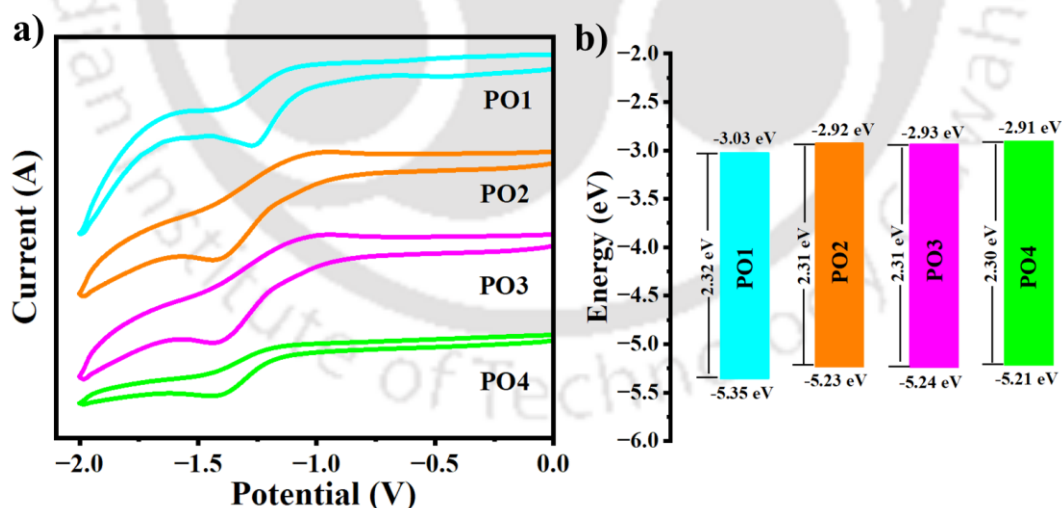 a)
Current (A)
PO1
PO2
PO3
PO4
−2.0
−1.5
−1.0
−0.5
0.0
Potential (V)
b)
Energy (eV)
−2.0
−2.5
−3.0
−3.5
−4.0
−4.5
−5.0
−5.5
−6.0
-3.03 eV
2.32 eV
PO1
-5.35 eV
-2.92 eV
2.31 eV
PO2
-5.23 eV
-2.93 eV
2.31 eV
PO3
-5.24 eV
-2.91 eV
2.30 eV
PO4
-5.21 eV
Institute of Technology